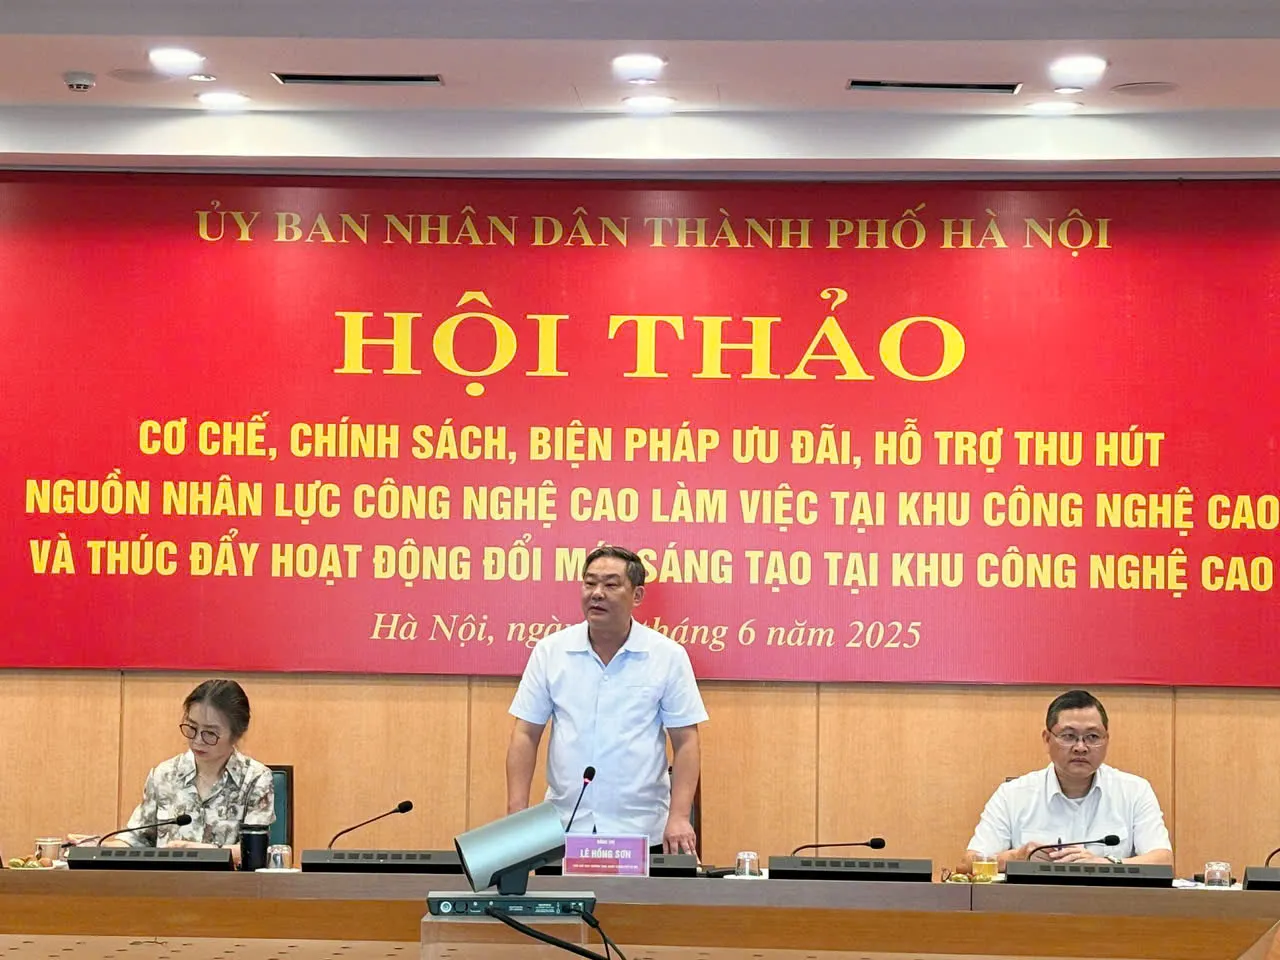 ỦY BAN NHÂN DÂN THÀNH PHỐ HÀ NỘI
HỘI THẢO
CƠ CHẾ, CHÍNH SÁCH, BIỆN PHÁP ƯU ĐÃI, HỖ TRỢ THU HÚT
NGUỒN NHÂN LỰC CÔNG NGHỆ CAO LÀM VIỆC TẠI KHU CÔNG NGHỆ CAO
VÀ THÚC ĐẨY HOẠT ĐỘNG ĐỔI SÁNG TẠO TẠI KHU CÔNG NGHỆ CAO
Hà Nội, tháng 6 năm 2025
ĐỒNG CHÍ
LÊ HỒNG SƠN